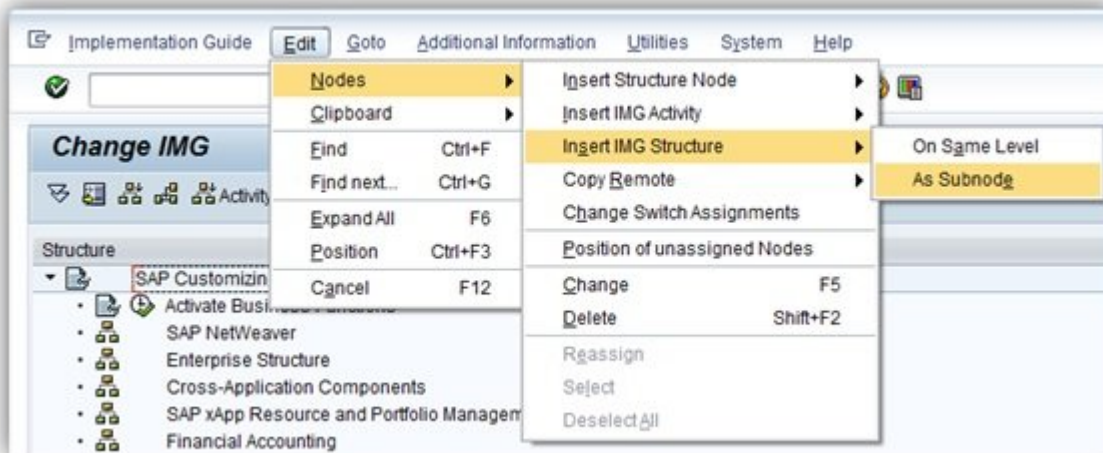 Implementation Guide Edit Goto Additional Information Utilities System Help
Nodes
Clipboard
Find Ctrl+F
Find next... Ctrl+G
Expand All F6
Position Ctrl+F3
Cancel F12
Insert Structure Node
Insert IMG Activity
Insert IMG Structure
Copy Remote
Change Switch Assignments
Position of unassigned Nodes
Change F5
Delete Shift+F2
Reassign
Select
Deselect All
On Same Level
As Subnode
Change IMG
Activity
Structure
SAP Customizin
Activate Business Functions
SAP NetWeaver
Enterprise Structure
Cross-Application Components
SAP xApp Resource and Portfolio Managem
Financial Accounting